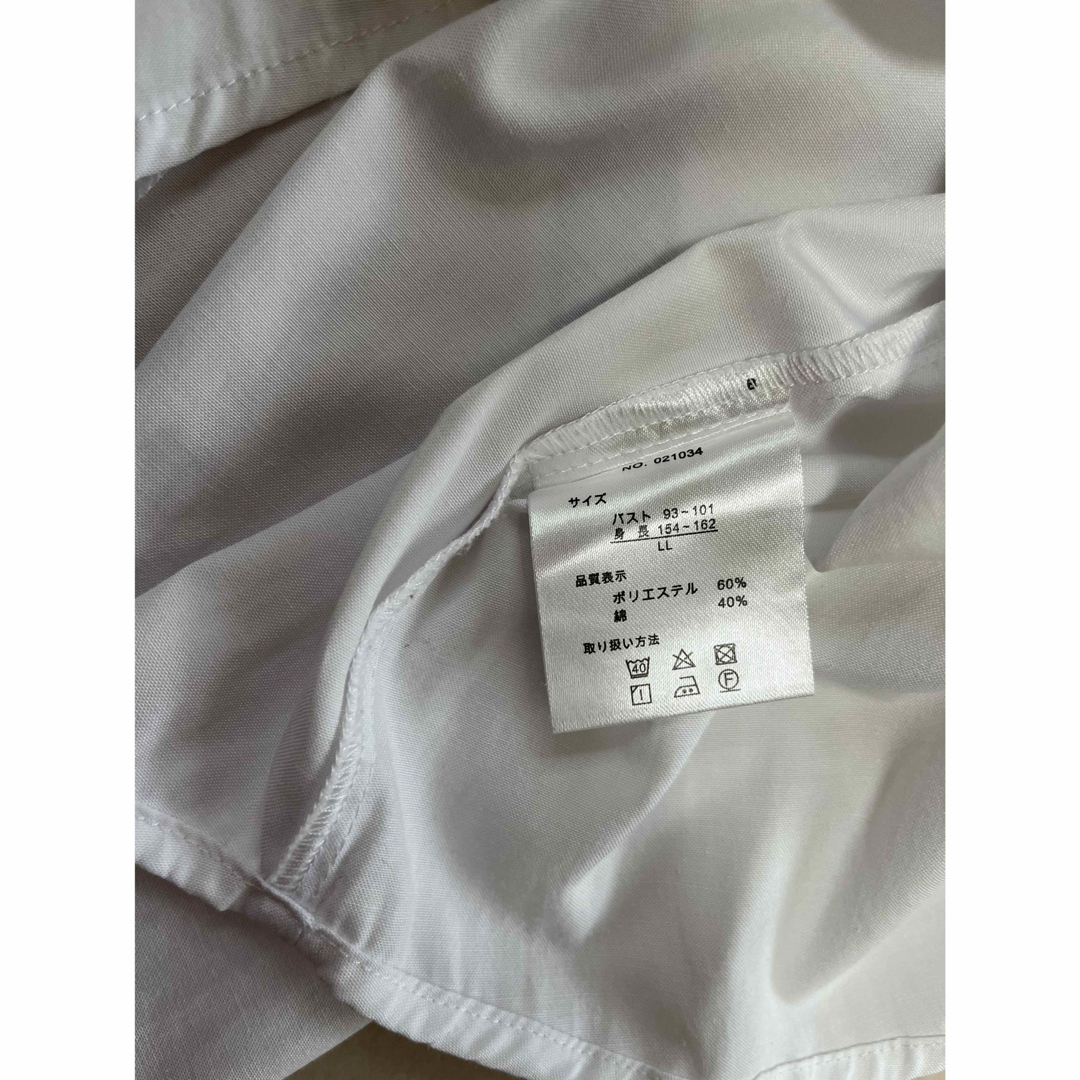 NO. 021034
サイズ
バスト 93~101
身 長 154~162
LL
品質表示
ポリエステル 60%
綿 40%
取り扱い方法
40
F